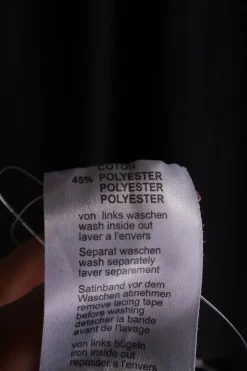 COTON
45% POLYESTER
POLYESTER
POLYESTER
von links waschen
wash inside out
laver a l'envers
Separat waschen
wash separately
laver separement
Satinband vor dem
Waschen abnehmen
remove lacing tape
before washing
detacher la bande
avant de l'lavage
von links bügeln
iron inside out
repasser a l'envers